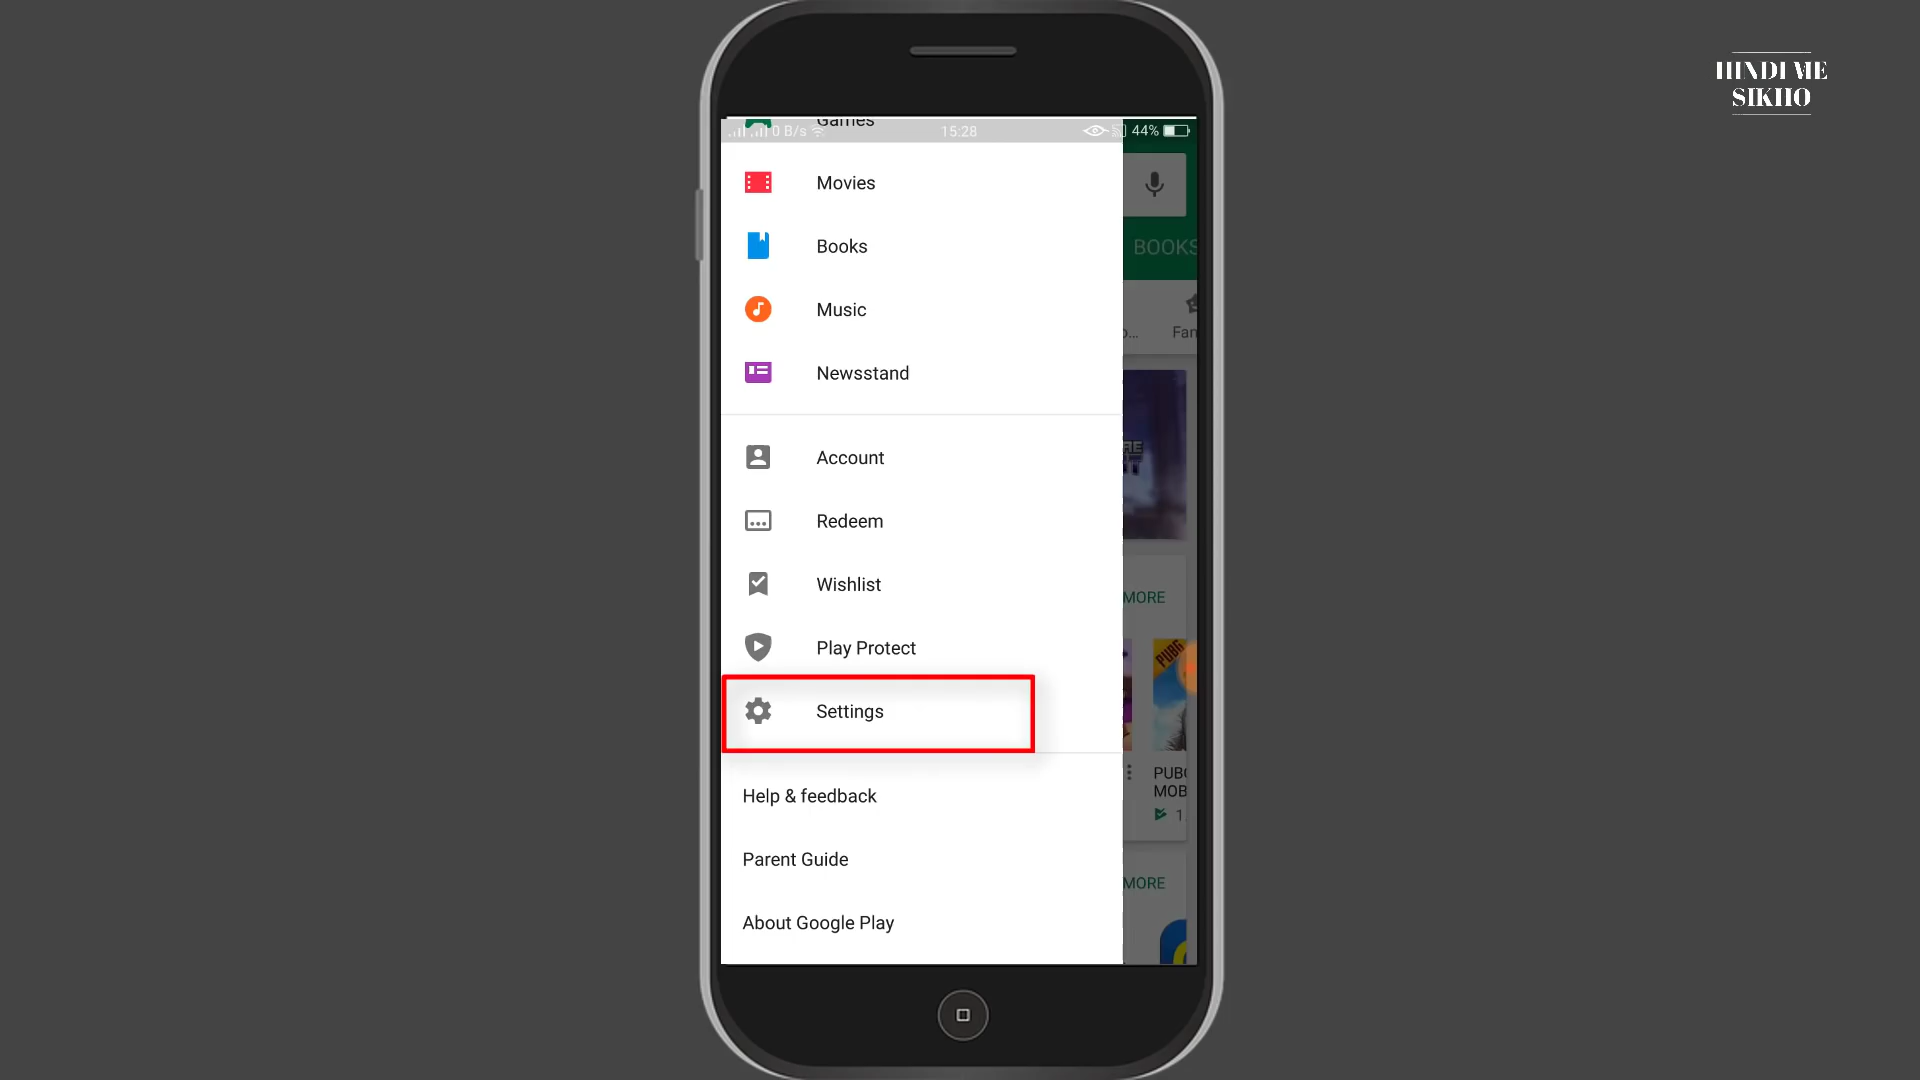 HINDI ME
SIKHO
Games
0 B/s
15:28
44%
Movies
BOOKS
Books
Music
Newsstand
Account
Redeem
Wishlist
MORE
Play Protect
PUBG
Settings
Help & feedback
MORE
Parent Guide
About Google Play